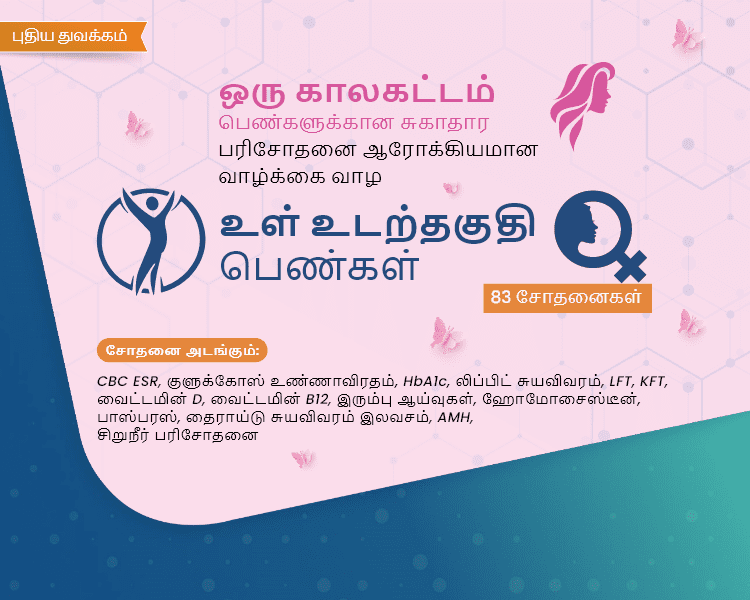 புதிய துவக்கம்
ஒரு காலகட்டம்
பெண்களுக்கான சுகாதார
பரிசோதனை ஆரோக்கியமான
வாழ்க்கை வாழ
உள் உடற்தகுதி
பெண்கள்
83 சோதனைகள்
சோதனை அடங்கும்:
CBC ESR, குளுக்கோஸ் உண்ணாவிரதம், HbA1c, லிப்பிட் சுயவிவரம், LFT, KFT,
வைட்டமின் D, வைட்டமின் B12, இரும்பு ஆய்வுகள், ஹோமோசைஸ்டீன்,
பாஸ்பரஸ், தைராய்டு சுயவிவரம் இலவசம், AMH,
சிறுநீர் பரிசோதனை